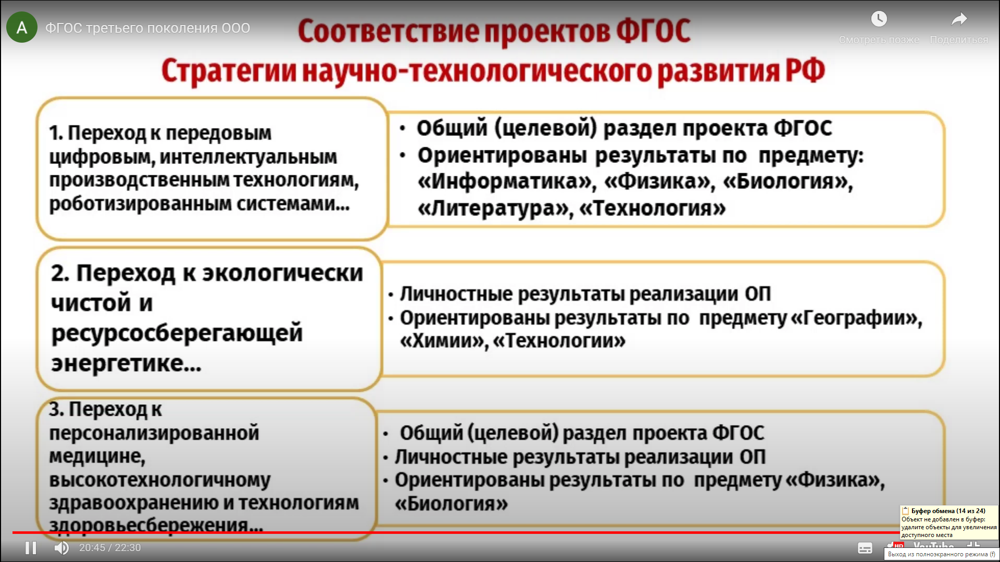 А
ФГОС третьего поколения ООО
Смотреть позже
Поделиться
Соответствие проектов ФГОС
Стратегии научно-технологического развития РФ
1. Переход к передовым
цифровым, интеллектуальным
производственным технологиям,
роботизированным системами...
• Общий (целевой) раздел проекта ФГОС
• Ориентированы результаты по предмету:
«Информатика», «Физика», «Биология»,
«Литература», «Технология»
2. Переход к экологически
чистой и
ресурсосберегающей
энергетике...
• Личностные результаты реализации ОП
• Ориентированы результаты по предмету «Географии»,
«Химии», «Технологии»
3. Переход к
персонализированной
медицине,
высокотехнологичному
здравоохранению и технологиям
здоровьесбережения...
• Общий (целевой) раздел проекта ФГОС
• Личностные результаты реализации ОП
• Ориентированы результаты по предмету «Физика»,
«Биология»
Буфер обмена (14 из 24)
Объект не добавлен в буфер:
удалите объекты для увеличения
доступного места
20:45 / 22:30
HD
YouTube
Выход из полноэкранного режима (f)